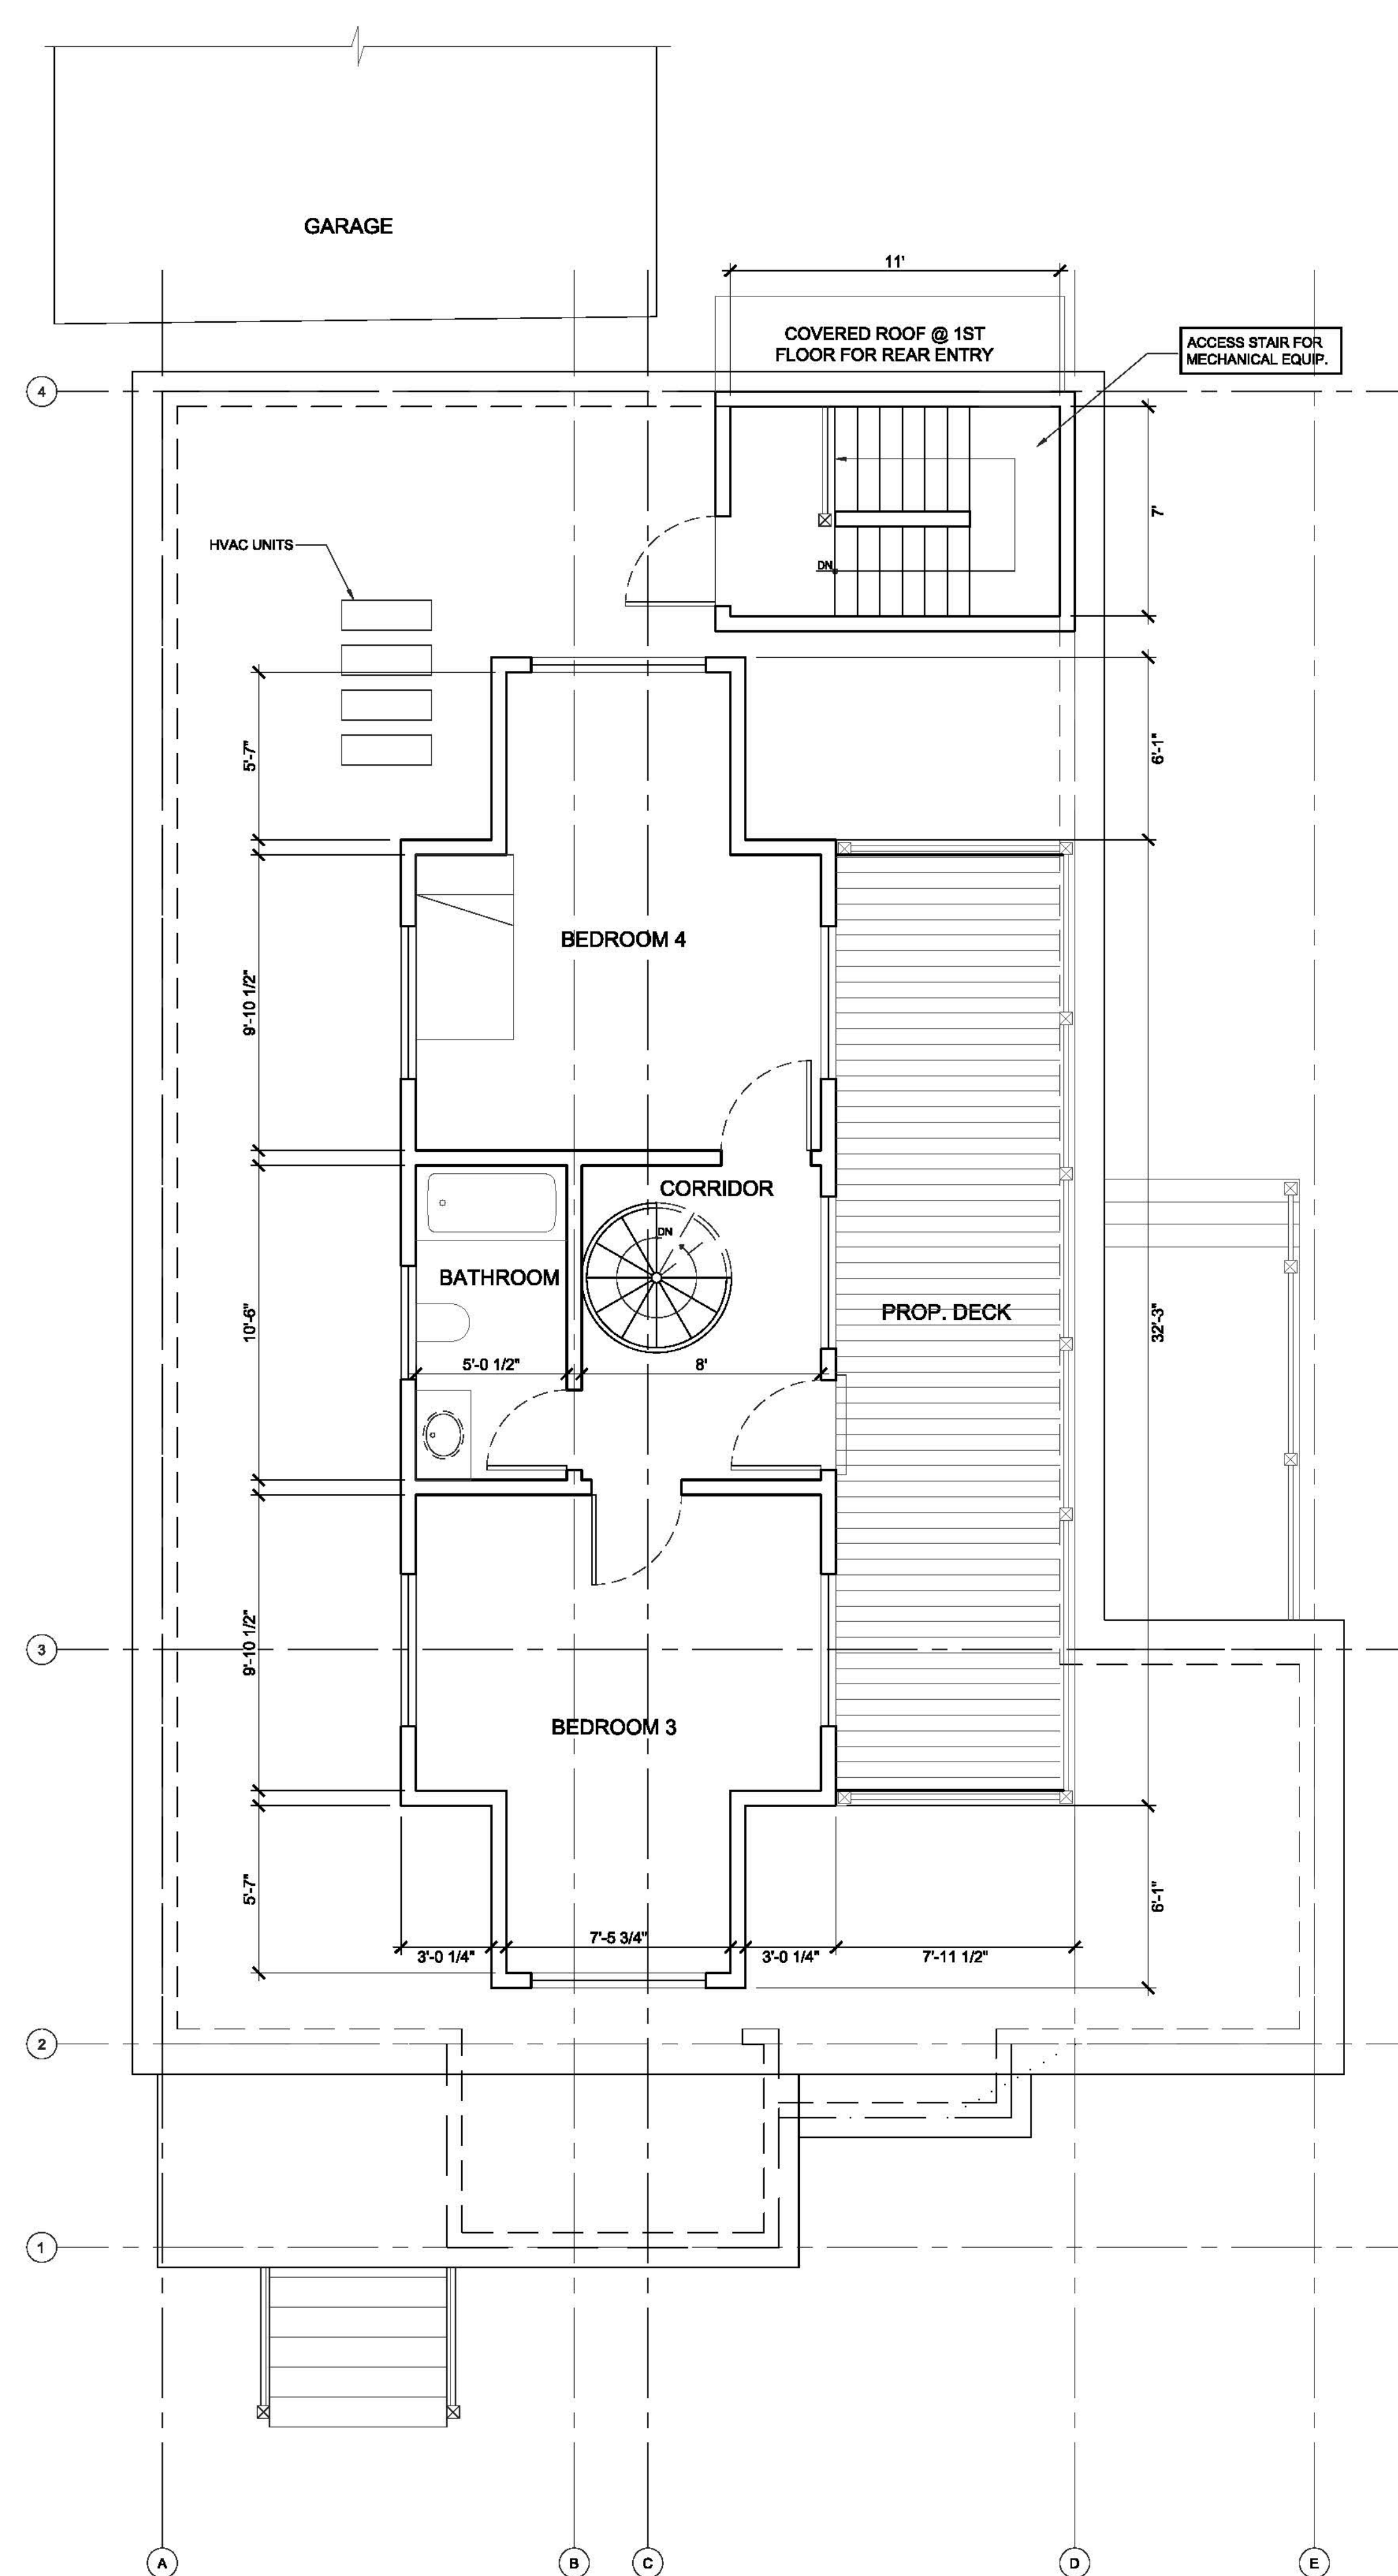 GARAGE
11'
COVERED ROOF @ 1ST
FLOOR FOR REAR ENTRY
ACCESS STAIR FOR
MECHANICAL EQUIP.
4
7'
HVAC UNITS
DN
5'-7"
6'-1"
BEDROOM 4
9'-10 1/2"
CORRIDOR
DN
BATHROOM
PROP. DECK
10'-6"
32'-3"
5'-0 1/2"
8'
9'-10 1/2"
3
BEDROOM 3
5'-7"
6'-1"
7'-5 3/4"
3'-0 1/4"
3'-0 1/4"
7'-11 1/2"
2
1
A
B
C
D
E